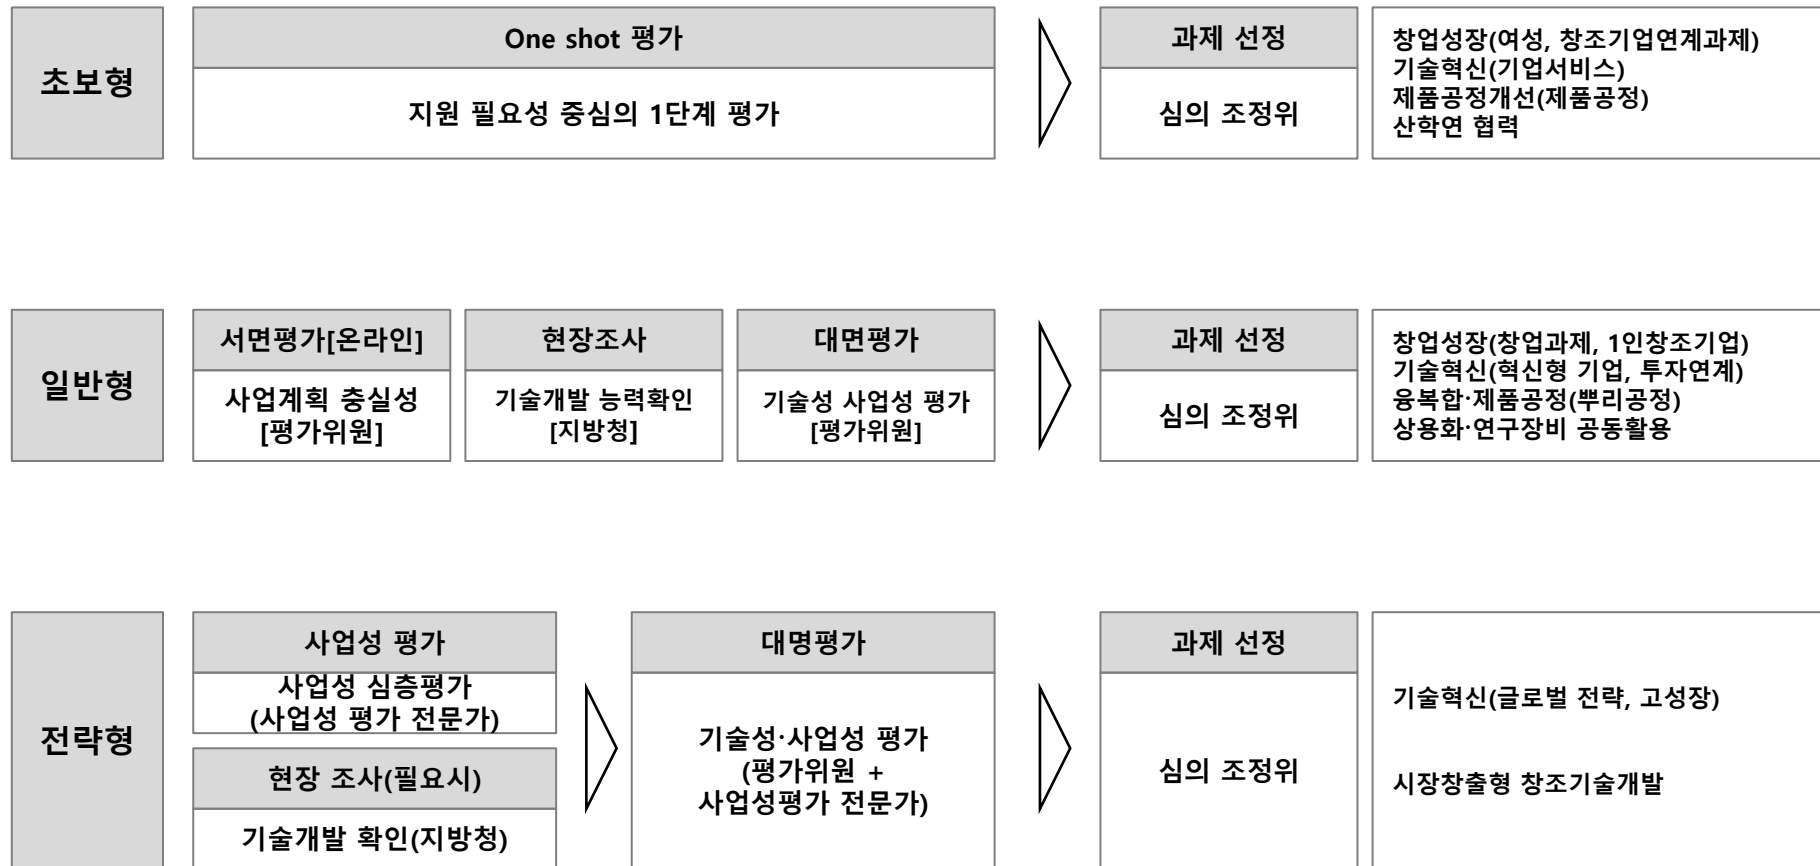 초보형
One shot 평가
지원 필요성 중심의 1단계 평가
과제 선정
심의 조정위
창업성장(여성, 창조기업연계과제)
기술혁신(기업서비스)
제품공정개선(제품공정)
산학연 협력
일반형
서면평가[온라인]
사업계획 충실성
[평가위원]
현장조사
기술개발 능력확인
[지방청]
대면평가
기술성 사업성 평가
[평가위원]
과제 선정
심의 조정위
창업성장(창업과제, 1인창조기업)
기술혁신(혁신형 기업, 투자연계)
융복합·제품공정(뿌리공정)
상용화·연구장비 공동활용
전략형
사업성 평가
사업성 심층평가
(사업성 평가 전문가)
현장 조사(필요시)
기술개발 확인(지방청)
대명평가
기술성·사업성 평가
(평가위원 +
사업성평가 전문가)
과제 선정
심의 조정위
기술혁신(글로벌 전략, 고성장)
시장창출형 창조기술개발